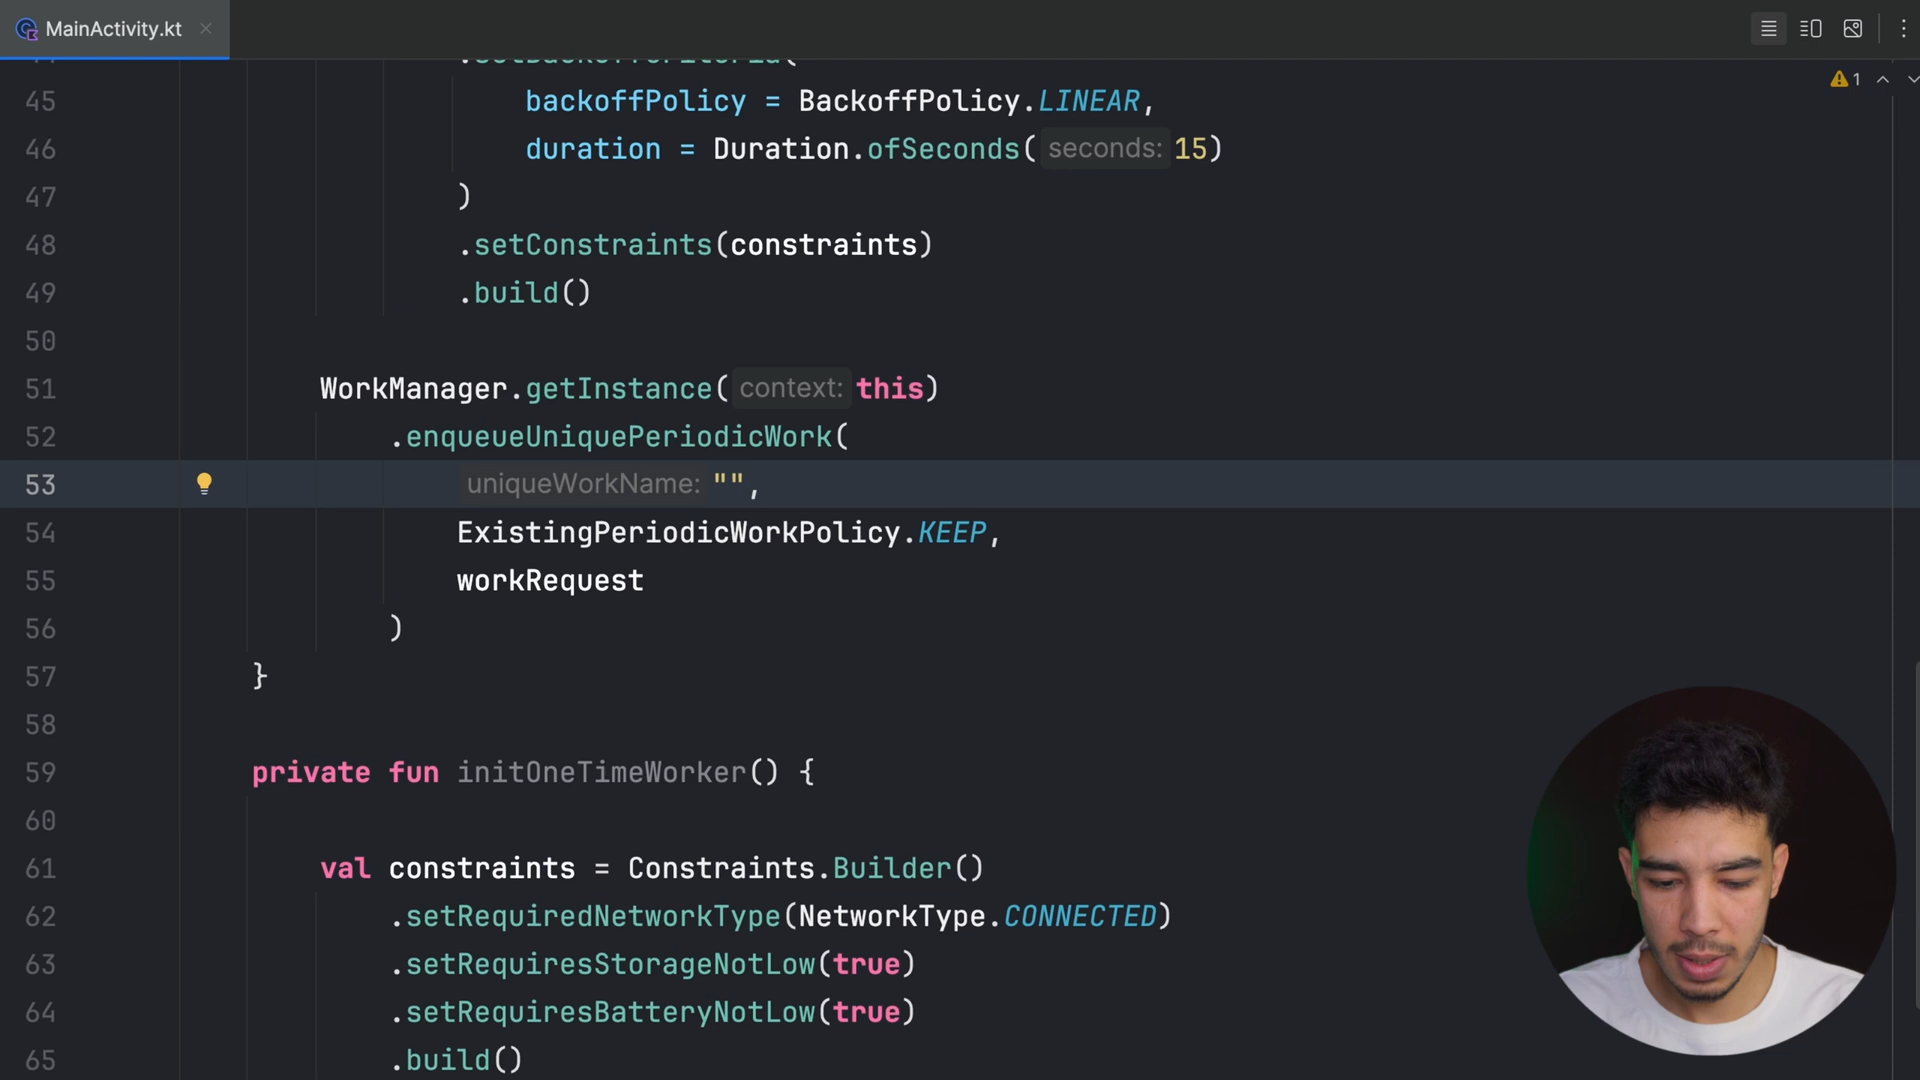 MainActivity.kt
1
45 backoffPolicy = BackoffPolicy.LINEAR,
46 duration = Duration.ofSeconds( seconds: 15)
47 )
48 .setConstraints(constraints)
49 .build()
50
51 WorkManager.getInstance( context: this)
52 .enqueueUniquePeriodicWork(
53 uniqueWorkName: "",
54 ExistingPeriodicWorkPolicy.KEEP,
55 workRequest
56 )
57 }
58
59 private fun initOneTimeWorker() {
60
61 val constraints = Constraints.Builder()
62 .setRequiredNetworkType(NetworkType.CONNECTED)
63 .setRequiresStorageNotLow(true)
64 .setRequiresBatteryNotLow(true)
65 .build()